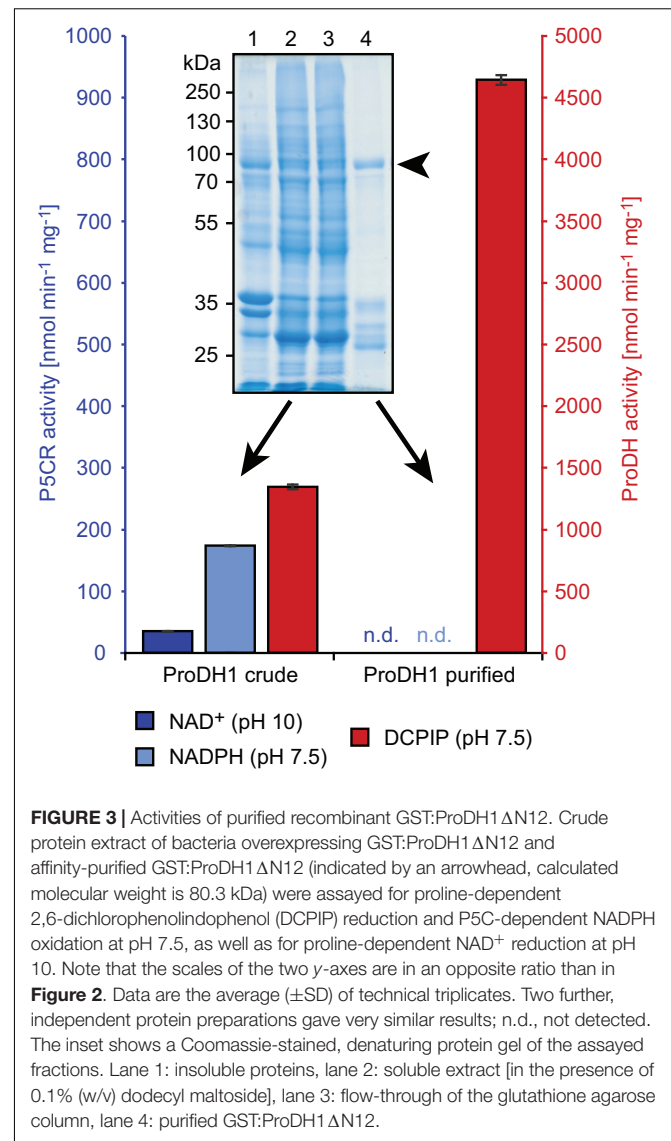 1000
900
800
700
600
500
400
300
200
100
0
P5CR activity [nmol min-1 mg-1]
1 2 3 4
kDa
250
130
100
70
55
35
25
5000
4500
4000
3500
3000
2500
2000
1500
1000
500
0
ProDH activity [nmol min-1 mg-1]
n.d. n.d.
ProDH1 crude ProDH1 purified
NAD+ (pH 10)
NADPH (pH 7.5)
DCPIP (pH 7.5)
FIGURE 3 | Activities of purified recombinant GST:ProDH1ΔN12. Crude
protein extract of bacteria overexpressing GST:ProDH1ΔN12 and
affinity-purified GST:ProDH1ΔN12 (indicated by an arrowhead, calculated
molecular weight is 80.3 kDa) were assayed for proline-dependent
2,6-dichlorophenolindophenol (DCPIP) reduction and P5C-dependent NADPH
oxidation at pH 7.5, as well as for proline-dependent NAD+ reduction at pH
10. Note that the scales of the two y-axes are in an opposite ratio than in
Figure 2. Data are the average (±SD) of technical triplicates. Two further,
independent protein preparations gave very similar results; n.d., not detected.
The inset shows a Coomassie-stained, denaturing protein gel of the assayed
fractions. Lane 1: insoluble proteins, lane 2: soluble extract [in the presence of
0.1% (w/v) dodecyl maltoside], lane 3: flow-through of the glutathione agarose
column, lane 4: purified GST:ProDH1ΔN12.